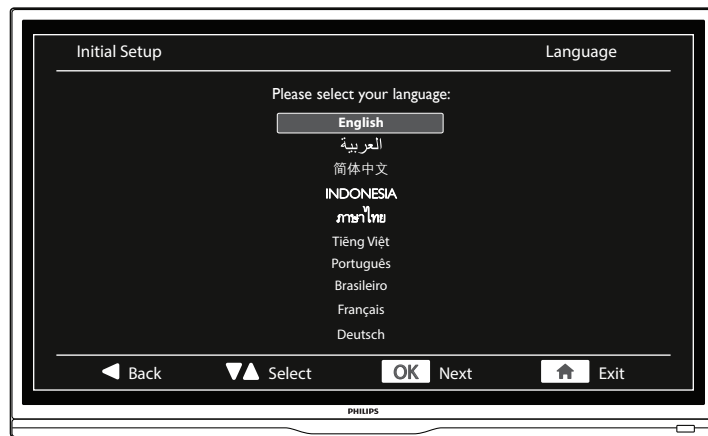 Initial Setup Language
Please select your language:
English
العربية
简体中文
INDONESIA
ภาษาไทย
Tiēng Việt
Português
Brasileiro
Français
Deutsch
Back Select OK Next Exit
PHILIPS